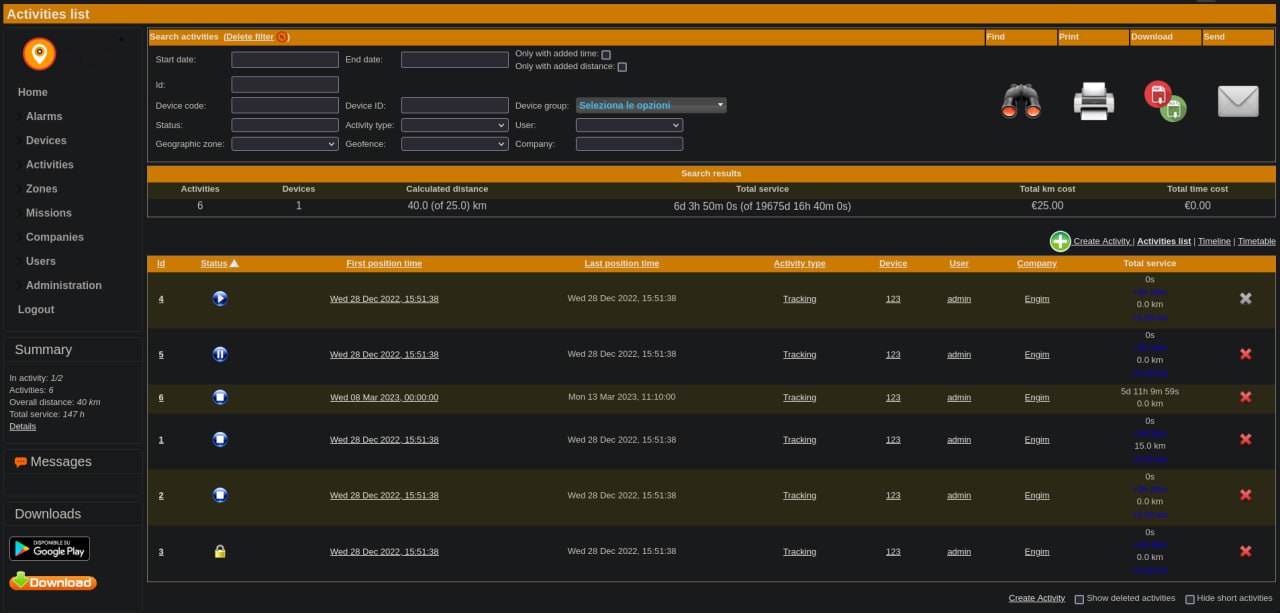 Activities list
Home
Alarms
Devices
Activities
Zones
Missions
Companies
Users
Administration
Logout
Summary
In activity: 1/2
Activities: 6
Overall distance: 40 km
Total service: 147 h
Details
Messages
Downloads
DISPONIBILE SU
Google Play
Download
Search activities (Delete filter )
Find Print Download Send
Start date: End date: Only with added time:
Only with added distance:
Id:
Device code: Device ID: Device group: Seleziona le opzioni
Status: Activity type: User:
Geographic zone: Geofence: Company:
Search results
Activities Devices Calculated distance Total service Total km cost Total time cost
6 1 40.0 (of 25.0) km 6d 3h 50m 0s (of 19675d 16h 40m 0s) €25.00 €0.00
Create Activity | Activities list | Timeline | Timetable
Id Status First position time Last position time Activity type Device User Company Total service
4 Wed 28 Dec 2022, 15:51:38 Wed 28 Dec 2022, 15:51:38 Tracking 123 admin Engim 0s
0.0 km
5 Wed 28 Dec 2022, 15:51:38 Wed 28 Dec 2022, 15:51:38 Tracking 123 admin Engim 0s
0.0 km
6 Wed 08 Mar 2023, 00:00:00 Mon 13 Mar 2023, 11:10:00 Tracking 123 admin Engim 5d 11h 9m 59s
0.0 km
1 Wed 28 Dec 2022, 15:51:38 Wed 28 Dec 2022, 15:51:38 Tracking 123 admin Engim 0s
15.0 km
2 Wed 28 Dec 2022, 15:51:38 Wed 28 Dec 2022, 15:51:38 Tracking 123 admin Engim 0s
0.0 km
3 Wed 28 Dec 2022, 15:51:38 Wed 28 Dec 2022, 15:51:38 Tracking 123 admin Engim 0s
0.0 km
Create Activity Show deleted activities Hide short activities